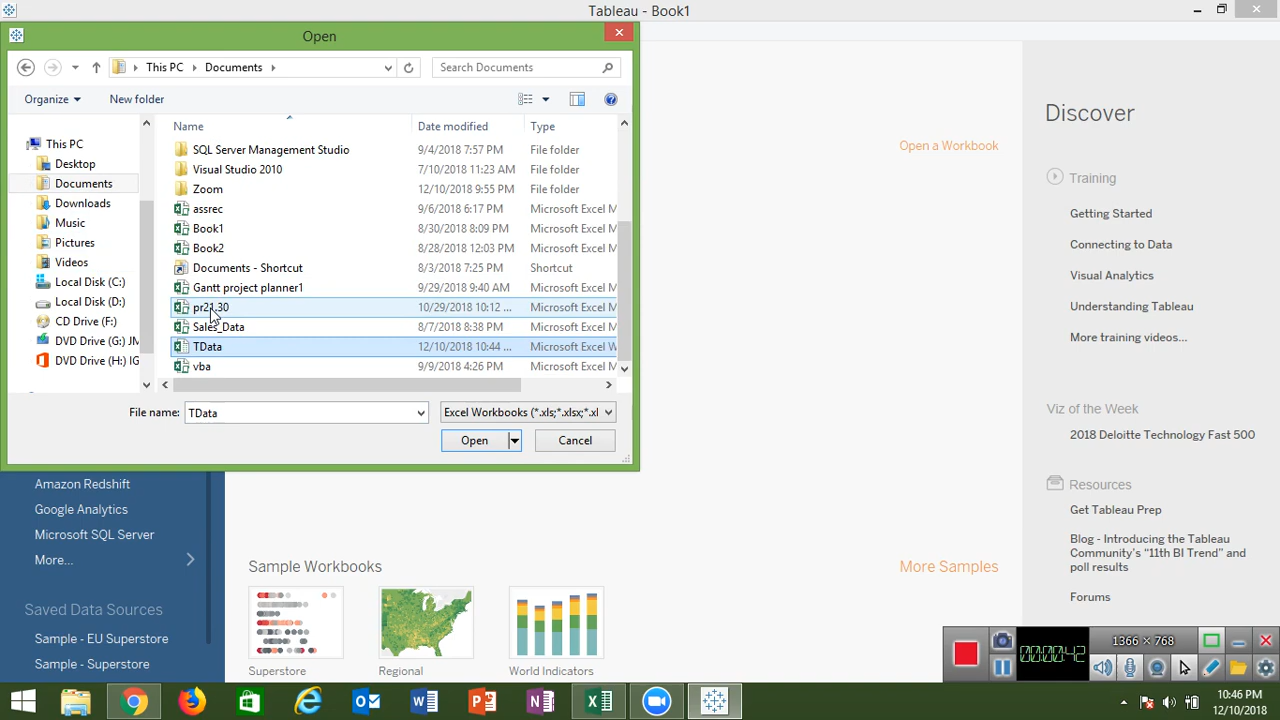 Tableau - Book1
Open
This PC
Documents
Search Documents
Organize
New folder
Name
Date modified
Type
This PC
Desktop
Documents
Downloads
Music
Pictures
Videos
Local Disk (C:)
Local Disk (D:)
CD Drive (F:)
DVD Drive (G:) JM
DVD Drive (H:) IG
SQL Server Management Studio 9/4/2018 7:57 PM File folder
Visual Studio 2010 7/10/2018 11:23 AM File folder
Zoom 12/10/2018 9:55 PM File folder
assrec 9/6/2018 6:17 PM Microsoft Excel M
Book1 8/30/2018 8:09 PM Microsoft Excel M
Book2 8/28/2018 12:03 PM Microsoft Excel M
Documents - Shortcut 8/3/2018 7:25 PM Shortcut
Gantt project planner1 9/29/2018 9:40 AM Microsoft Excel M
pr21.30 10/29/2018 10:12 ... Microsoft Excel M
Sales_Data 8/7/2018 8:38 PM Microsoft Excel M
TData 12/10/2018 10:44 ... Microsoft Excel W
vba 9/9/2018 4:26 PM Microsoft Excel M
File name: TData
Excel Workbooks (*.xls;*.xlsx;*.xl
Open
Cancel
Open a Workbook
Amazon Redshift
Google Analytics
Microsoft SQL Server
More...
Saved Data Sources
Sample - EU Superstore
Sample - Superstore
Sample Workbooks
More Samples
Superstore
Regional
World Indicators
Discover
Training
Getting Started
Connecting to Data
Visual Analytics
Understanding Tableau
More training videos...
Viz of the Week
2018 Deloitte Technology Fast 500
Resources
Get Tableau Prep
Blog - Introducing the Tableau
Community's "11th BI Trend" and
poll results
Forums
00:00:42
1366 × 768
10:46 PM
12/10/2018